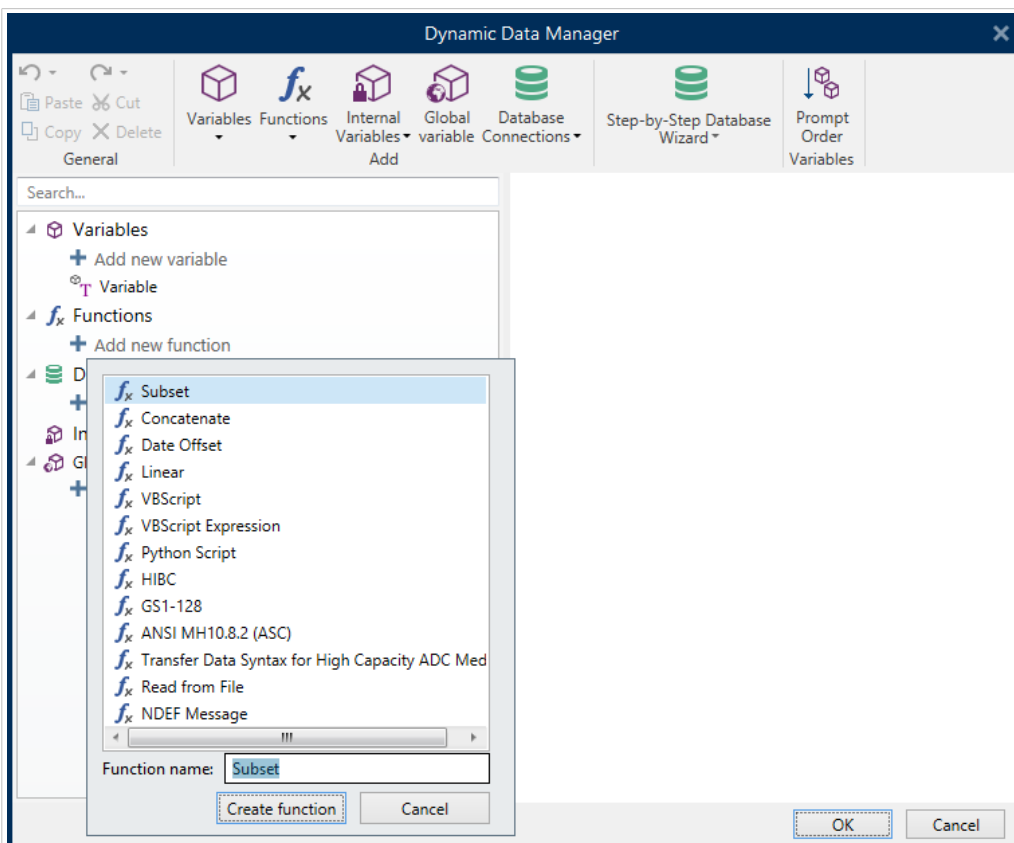 Dynamic Data Manager
Paste Cut
Copy Delete
General
Variables Functions Internal Variables Global variable Database Connections
Add
Step-by-Step Database Wizard
Prompt Order
Variables
Search...
Variables
Add new variable
Variable
Functions
Add new function
D
In
Gl
Subset
Concatenate
Date Offset
Linear
VBScript
VBScript Expression
Python Script
HIBC
GS1-128
ANSI MH10.8.2 (ASC)
Transfer Data Syntax for High Capacity ADC Med
Read from File
NDEF Message
Function name: Subset
Create function Cancel
OK Cancel